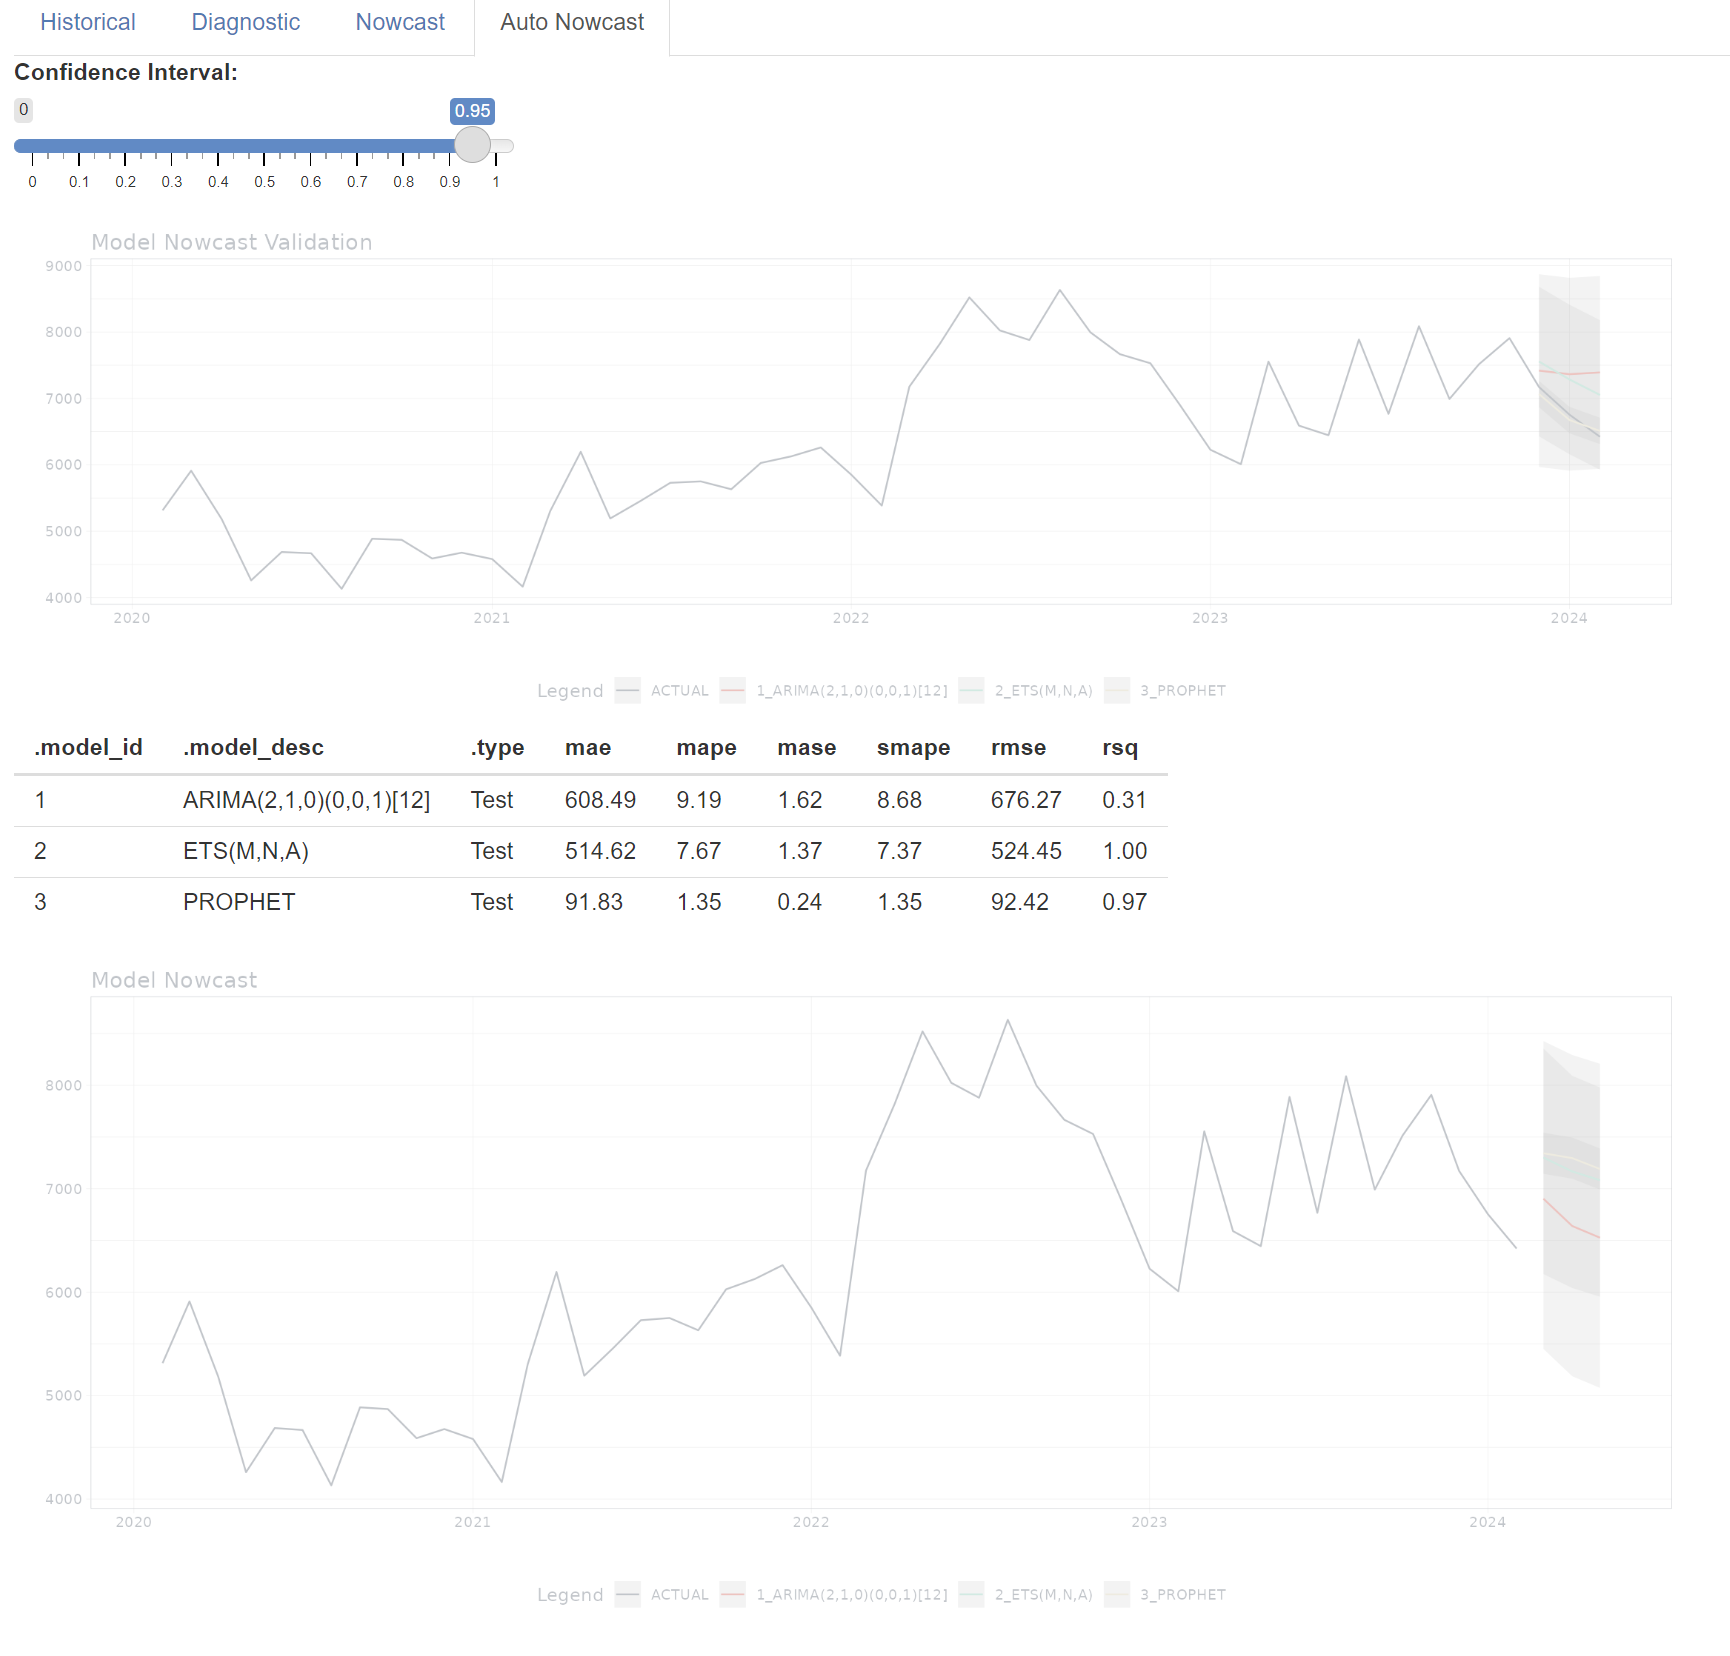 Historical Diagnostic Nowcast Auto Nowcast
Confidence Interval:
0 0.95
0 0.1 0.2 0.3 0.4 0.5 0.6 0.7 0.8 0.9 1
Model Nowcast Validation
9000
8000
7000
6000
5000
4000
2020 2021 2022 2023 2024
Legend ACTUAL 1_ARIMA(2,1,0)(0,0,1)[12] 2_ETS(M,N,A) 3_PROPHET
.model_id .model_desc .type mae mape mase smape rmse rsq
1 ARIMA(2,1,0)(0,0,1)[12] Test 608.49 9.19 1.62 8.68 676.27 0.31
2 ETS(M,N,A) Test 514.62 7.67 1.37 7.37 524.45 1.00
3 PROPHET Test 91.83 1.35 0.24 1.35 92.42 0.97
Model Nowcast
8000
7000
6000
5000
4000
2020 2021 2022 2023 2024
Legend ACTUAL 1_ARIMA(2,1,0)(0,0,1)[12] 2_ETS(M,N,A) 3_PROPHET